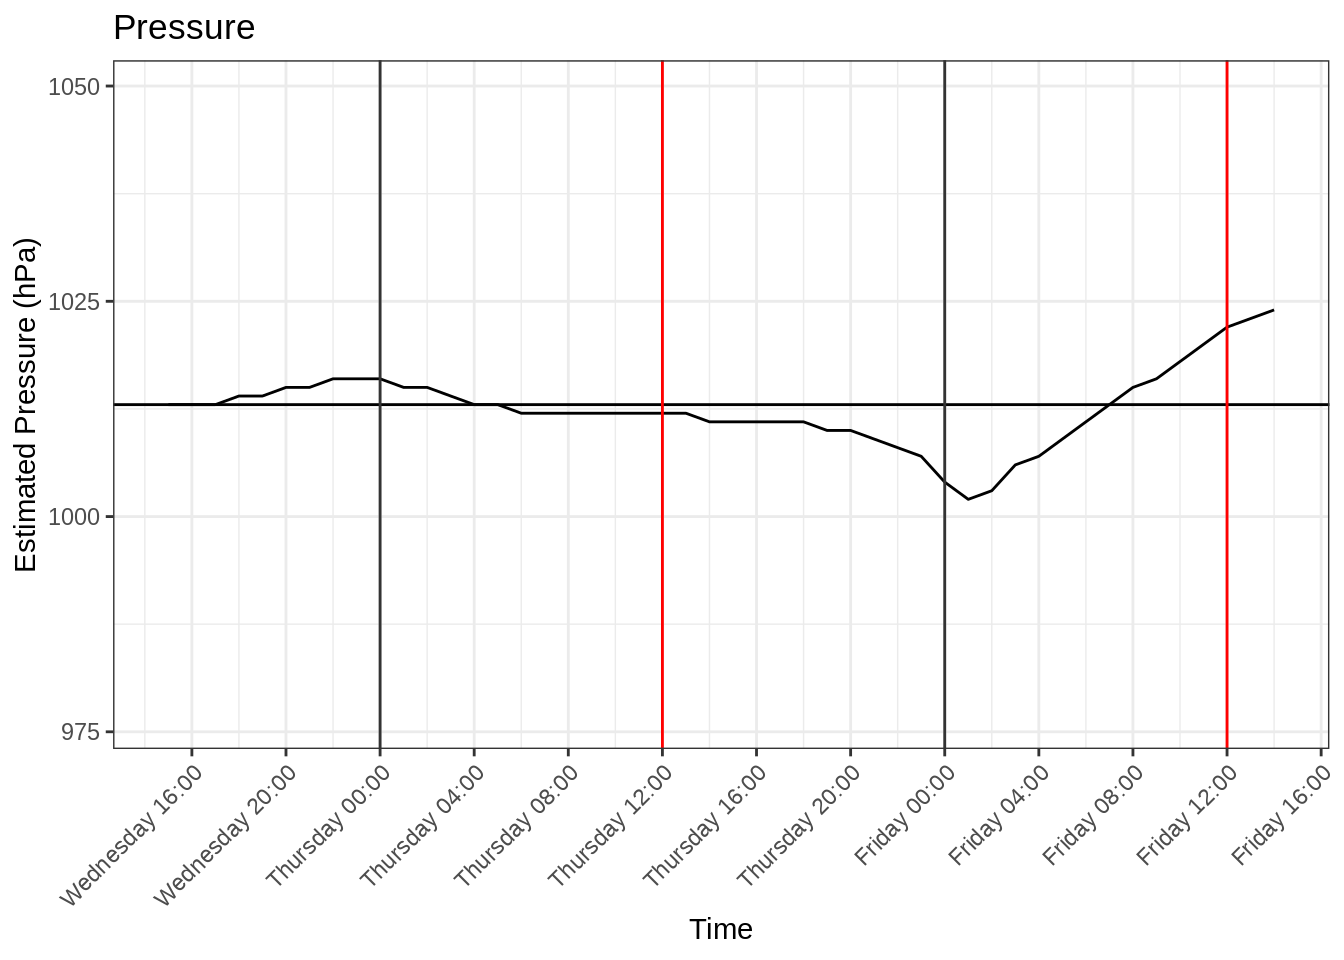 Pressure
Estimated Pressure (hPa)
1050
1025
1000
975
Wednesday 16:00
Wednesday 20:00
Thursday 00:00
Thursday 04:00
Thursday 08:00
Thursday 12:00
Thursday 16:00
Thursday 20:00
Friday 00:00
Friday 04:00
Friday 08:00
Friday 12:00
Friday 16:00
Time